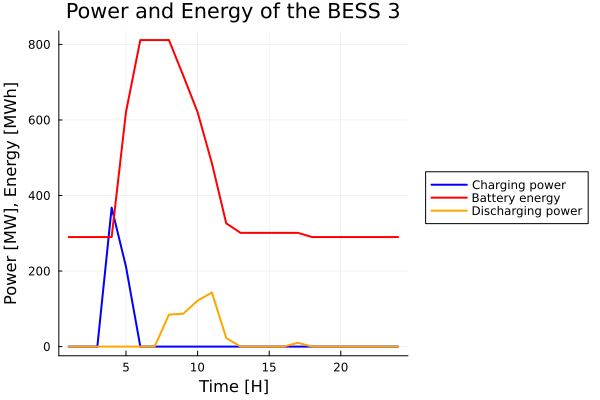 Power and Energy of the BESS 3
Power [MW], Energy [MWh]
800
600
400
200
0
5
10
15
20
Time [H]
Charging power
Battery energy
Discharging power